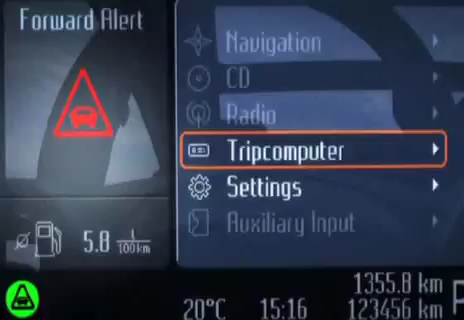 Forward Alert
Navigation
CD
Radio
Tripcomputer
Settings
Auxiliary Input
5.8 l/100km
1355.8 km
20°C 15:16 123456 km P